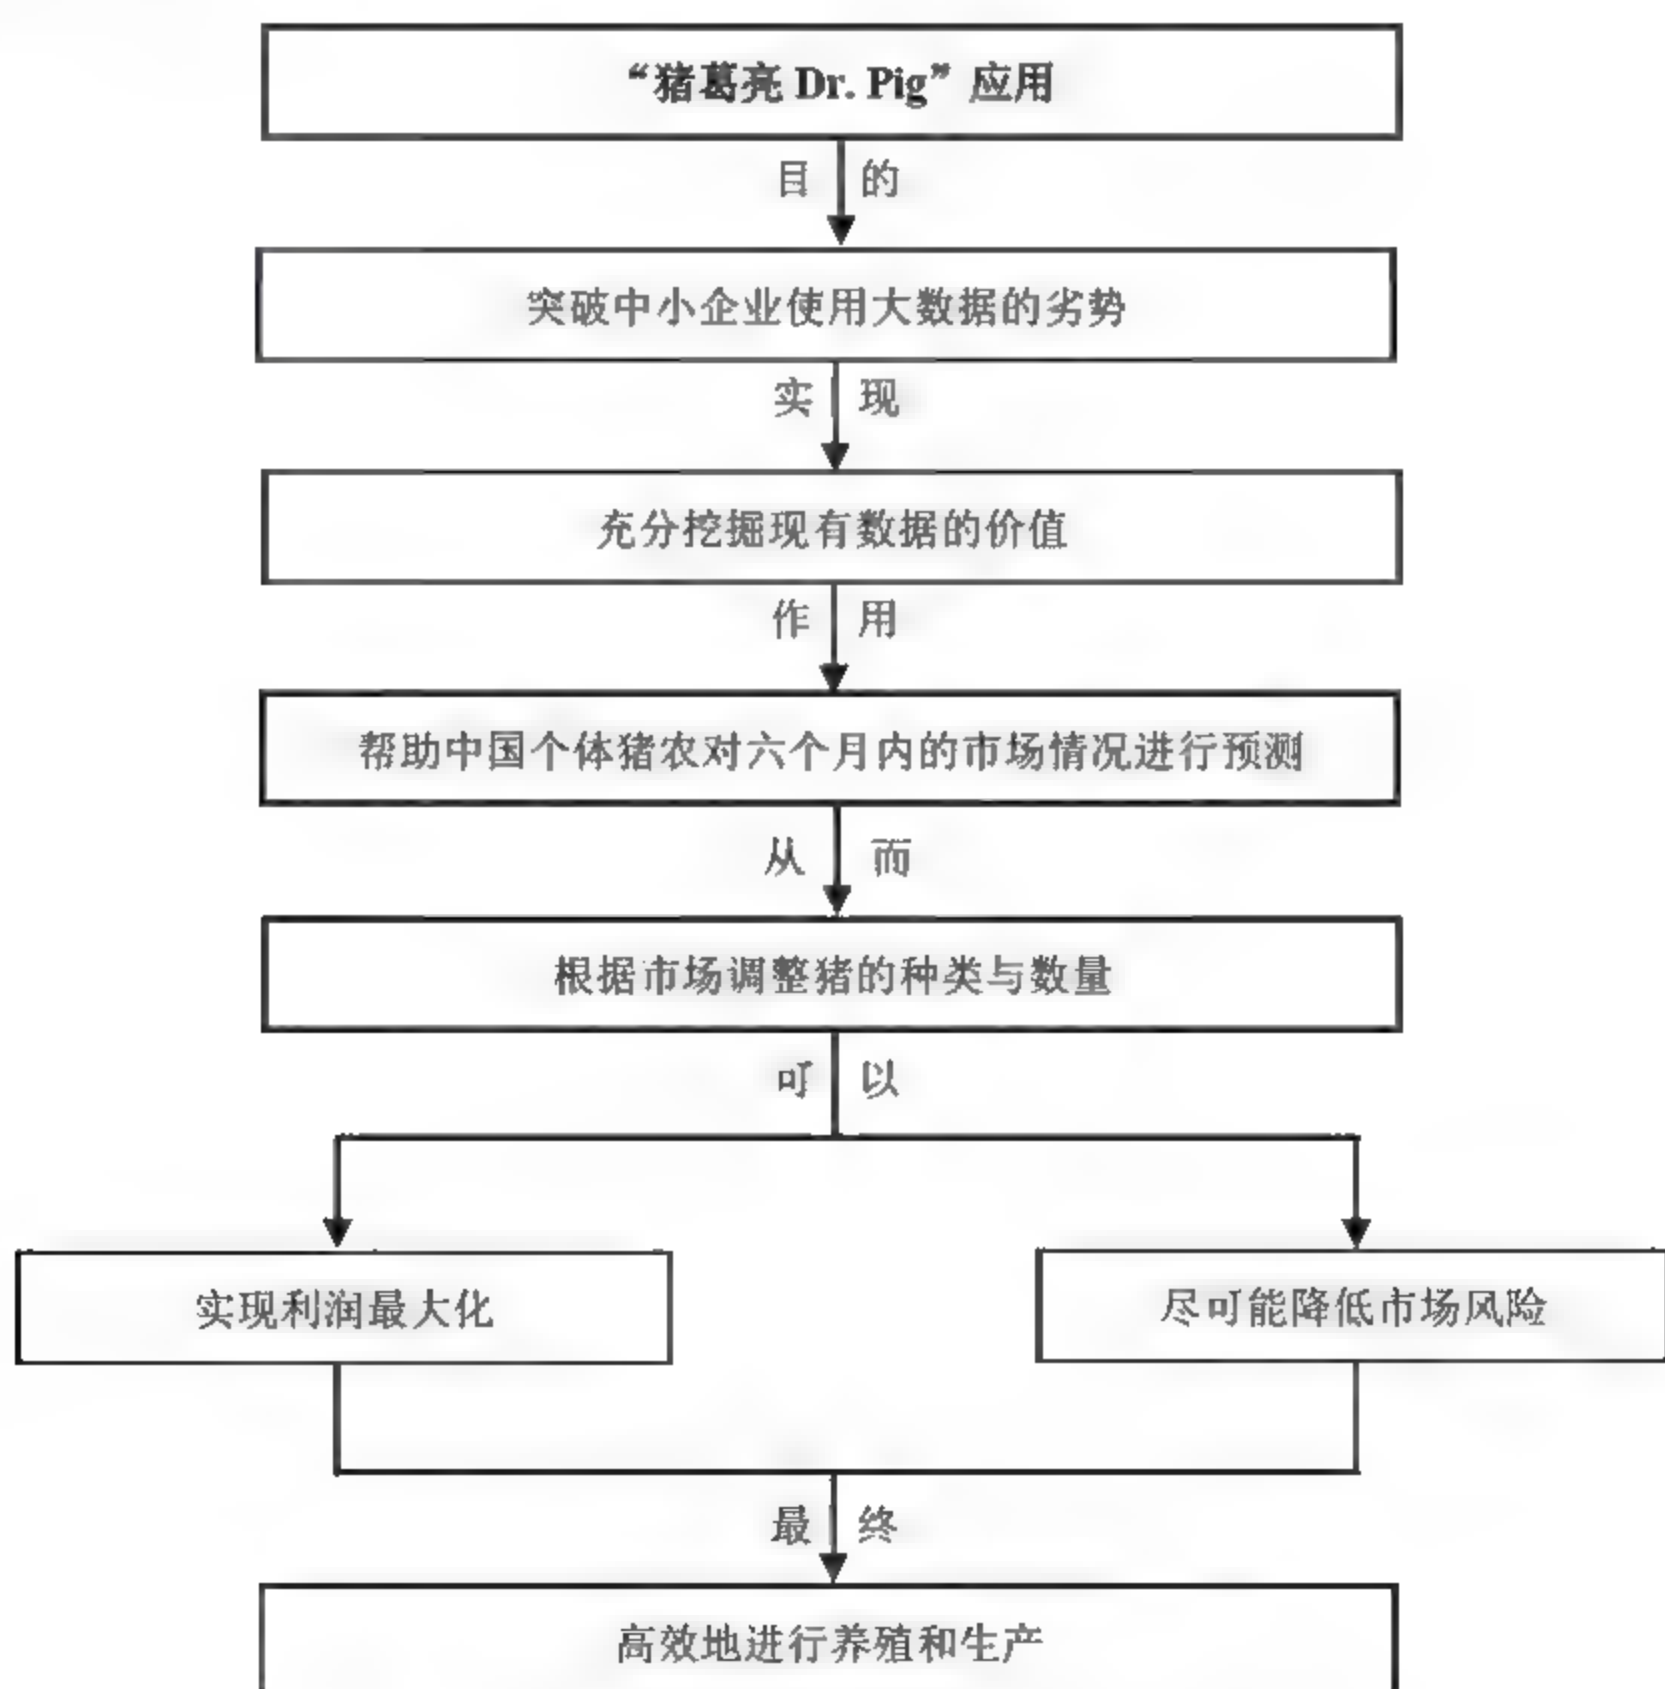 “猪葛亮 Dr. Pig”应用
目的
突破中小企业使用大数据的劣势
实现
充分挖掘现有数据的价值
作用
帮助中国个体猪农对六个月内的市场情况进行预测
从而
根据市场调整猪的种类与数量
可以
实现利润最大化
尽可能降低市场风险
最终
高效地进行养殖和生产